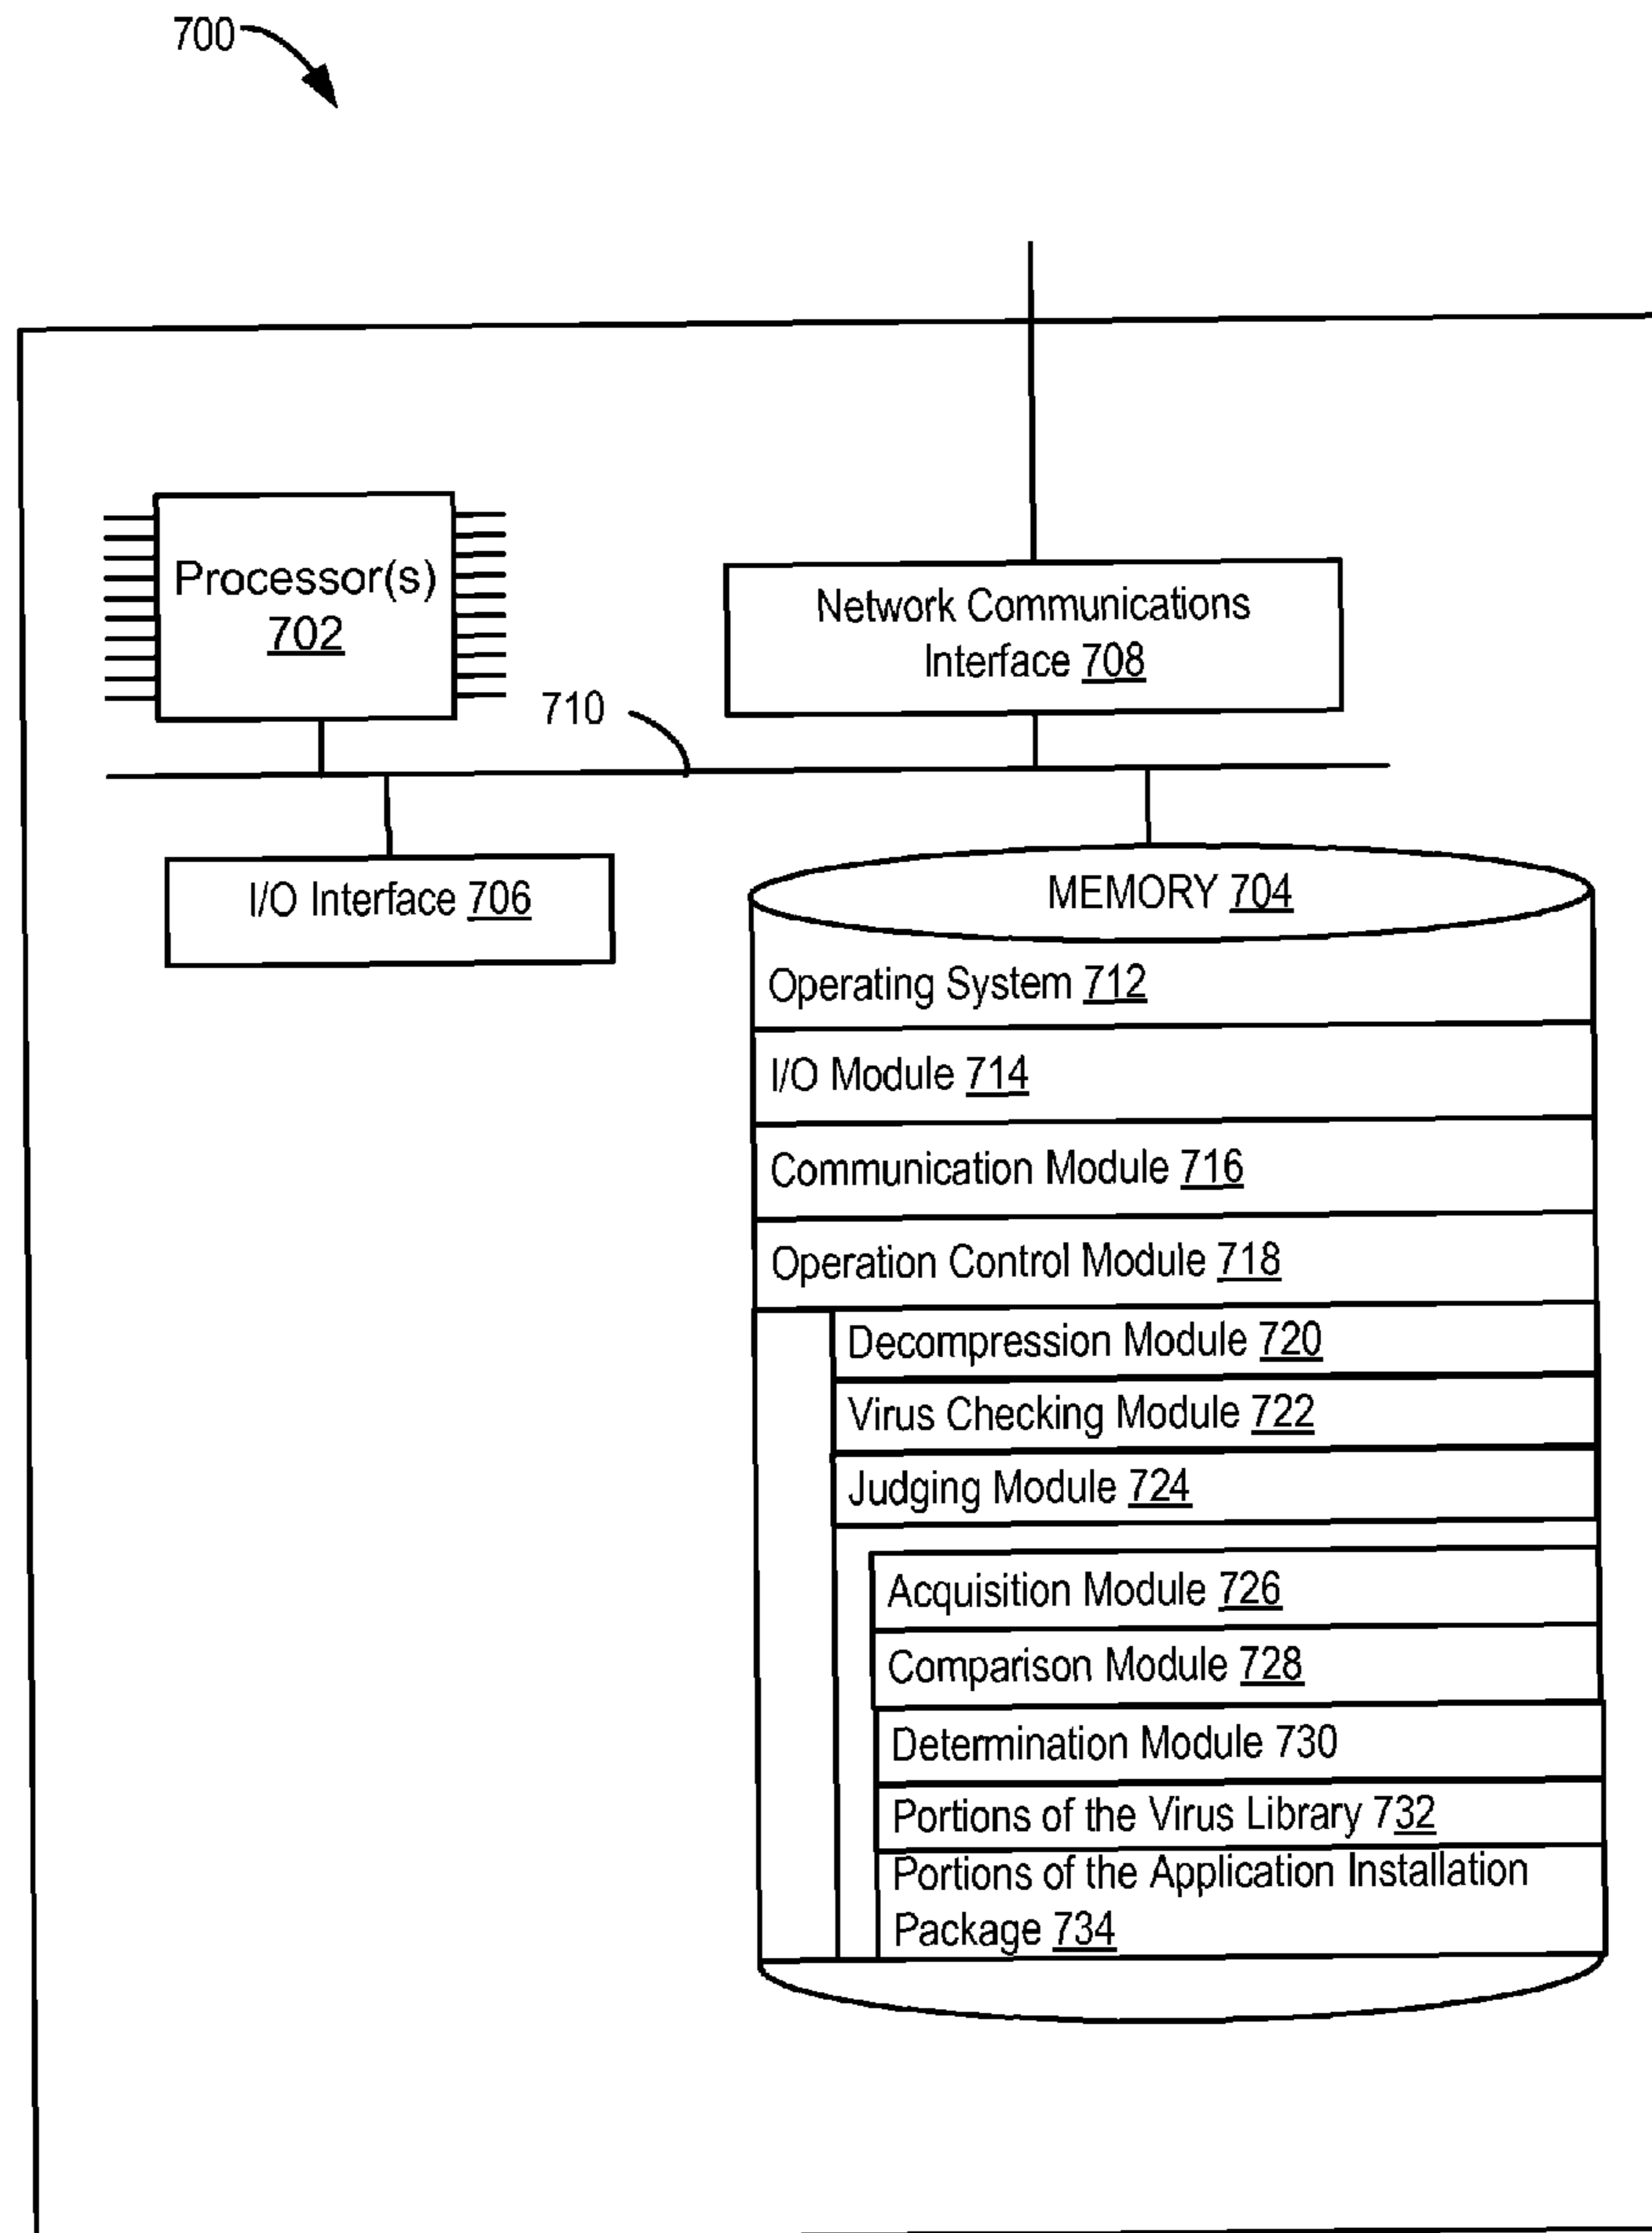 700
Processor(s)
702
Network Communications
Interface 708
710
I/O Interface 706
MEMORY 704
Operating System 712
I/O Module 714
Communication Module 716
Operation Control Module 718
Decompression Module 720
Virus Checking Module 722
Judging Module 724
Acquisition Module 726
Comparison Module 728
Determination Module 730
Portions of the Virus Library 732
Portions of the Application Installation
Package 734